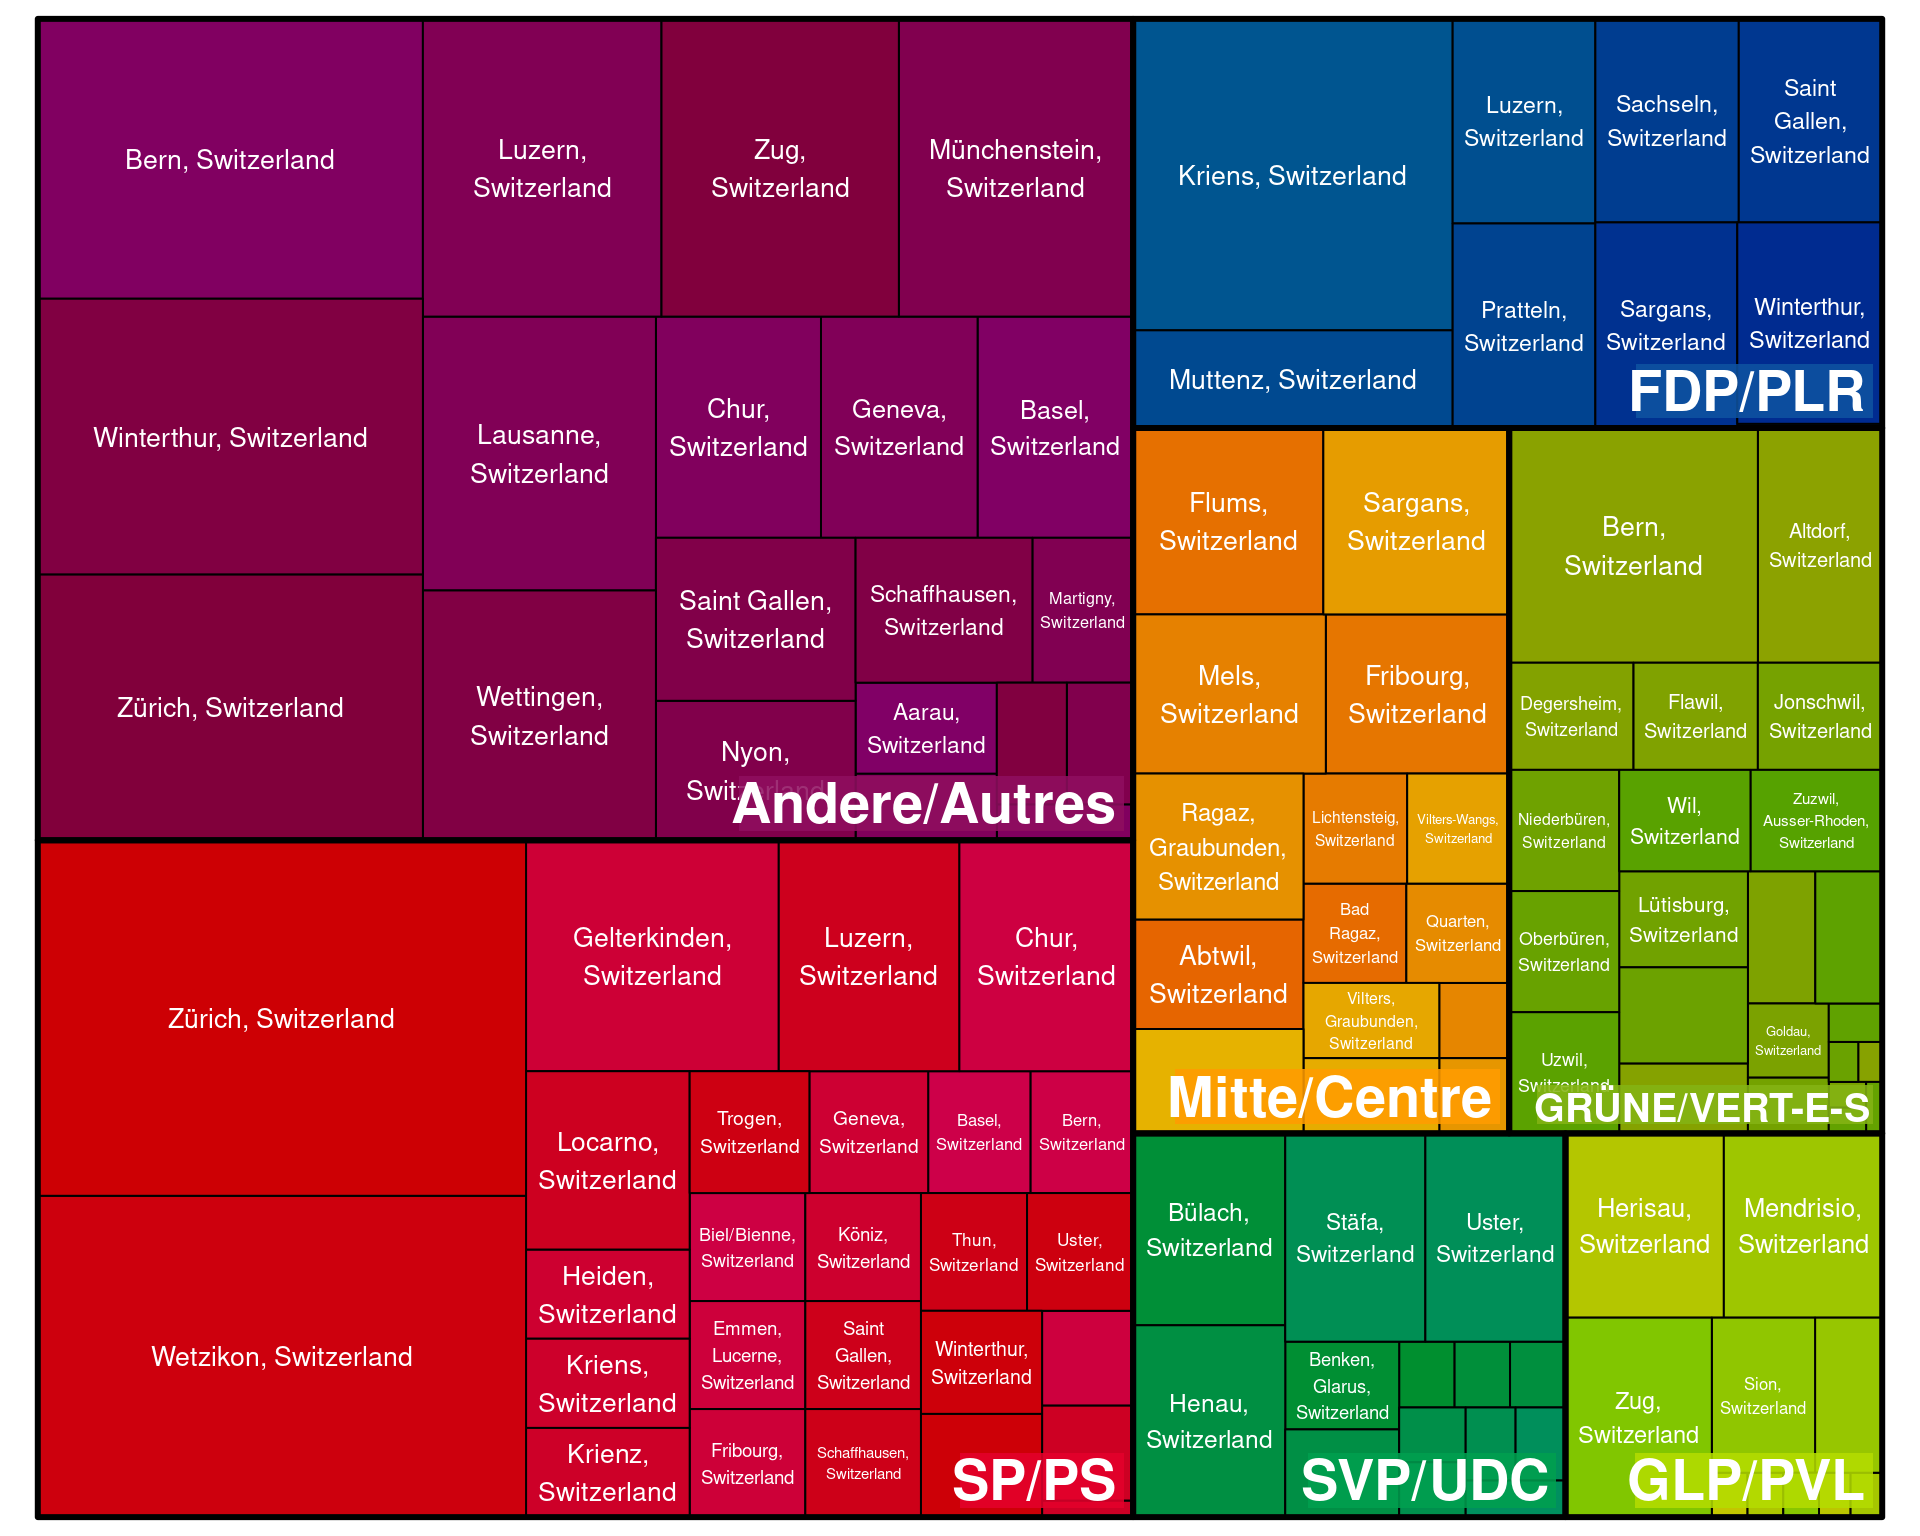 Bern, Switzerland
Winterthur, Switzerland
Zürich, Switzerland
Luzern,
Switzerland
Zug,
Switzerland
Münchenstein,
Switzerland
Lausanne,
Switzerland
Wettingen,
Switzerland
Chur,
Switzerland
Geneva,
Switzerland
Basel,
Switzerland
Saint Gallen,
Switzerland
Schaffhausen,
Switzerland
Martigny,
Switzerland
Nyon,
Switzerland
Aarau,
Switzerland
Andere/Autres
Kriens, Switzerland
Muttenz, Switzerland
Luzern,
Switzerland
Sachseln,
Switzerland
Saint
Gallen,
Switzerland
Pratteln,
Switzerland
Sargans,
Switzerland
Winterthur,
Switzerland
FDP/PLR
Flums,
Switzerland
Sargans,
Switzerland
Mels,
Switzerland
Fribourg,
Switzerland
Ragaz,
Graubunden,
Switzerland
Abtwil,
Switzerland
Lichtensteig,
Switzerland
Vilters-Wangs,
Switzerland
Bad
Ragaz,
Switzerland
Quarten,
Switzerland
Vilters,
Graubunden,
Switzerland
Mitte/Centre
Bern,
Switzerland
Altdorf,
Switzerland
Degersheim,
Switzerland
Flawil,
Switzerland
Jonschwil,
Switzerland
Niederbüren,
Switzerland
Oberbüren,
Switzerland
Uzwil,
Switzerland
Wil,
Switzerland
Zuzwil,
Ausser-Rhoden,
Switzerland
Lütisburg,
Switzerland
Goldau,
Switzerland
GRÜNE/VERT-E-S
Zürich, Switzerland
Wetzikon, Switzerland
Gelterkinden,
Switzerland
Luzern,
Switzerland
Chur,
Switzerland
Locarno,
Switzerland
Heiden,
Switzerland
Kriens,
Switzerland
Krienz,
Switzerland
Trogen,
Switzerland
Geneva,
Switzerland
Basel,
Switzerland
Bern,
Switzerland
Biel/Bienne,
Switzerland
Köniz,
Switzerland
Thun,
Switzerland
Uster,
Switzerland
Emmen,
Lucerne,
Switzerland
Saint
Gallen,
Switzerland
Winterthur,
Switzerland
Fribourg,
Switzerland
Schaffhausen,
Switzerland
SP/PS
Bülach,
Switzerland
Henau,
Switzerland
Stäfa,
Switzerland
Uster,
Switzerland
Benken,
Glarus,
Switzerland
SVP/UDC
Herisau,
Switzerland
Mendrisio,
Switzerland
Zug,
Switzerland
Sion,
Switzerland
GLP/PVL